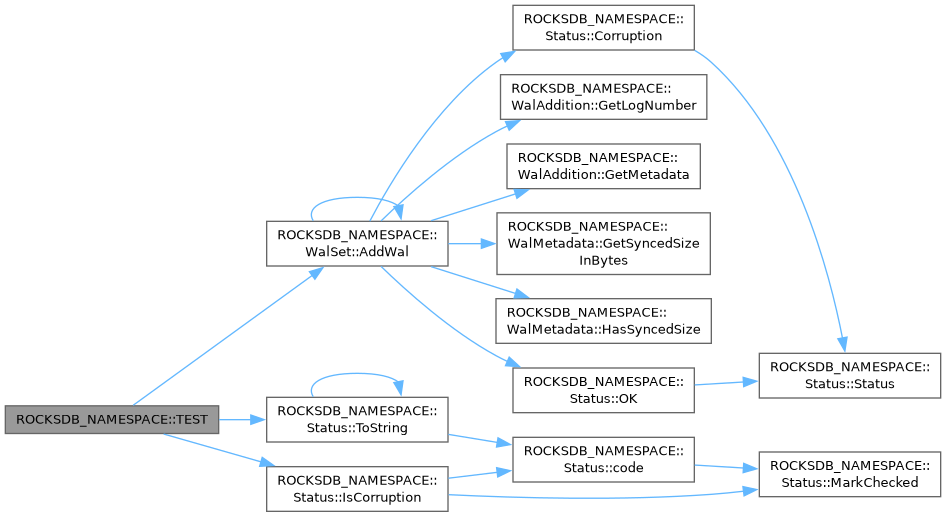 ROCKSDB_NAMESPACE::
Status::Corruption
ROCKSDB_NAMESPACE::
WalAddition::GetLogNumber
ROCKSDB_NAMESPACE::
WalAddition::GetMetadata
ROCKSDB_NAMESPACE::
WalSet::AddWal
ROCKSDB_NAMESPACE::
WalMetadata::GetSyncedSize
InBytes
ROCKSDB_NAMESPACE::
WalMetadata::HasSyncedSize
ROCKSDB_NAMESPACE::
Status::Status
ROCKSDB_NAMESPACE::
Status::OK
ROCKSDB_NAMESPACE::TEST
ROCKSDB_NAMESPACE::
Status::ToString
ROCKSDB_NAMESPACE::
Status::code
ROCKSDB_NAMESPACE::
Status::IsCorruption
ROCKSDB_NAMESPACE::
Status::MarkChecked